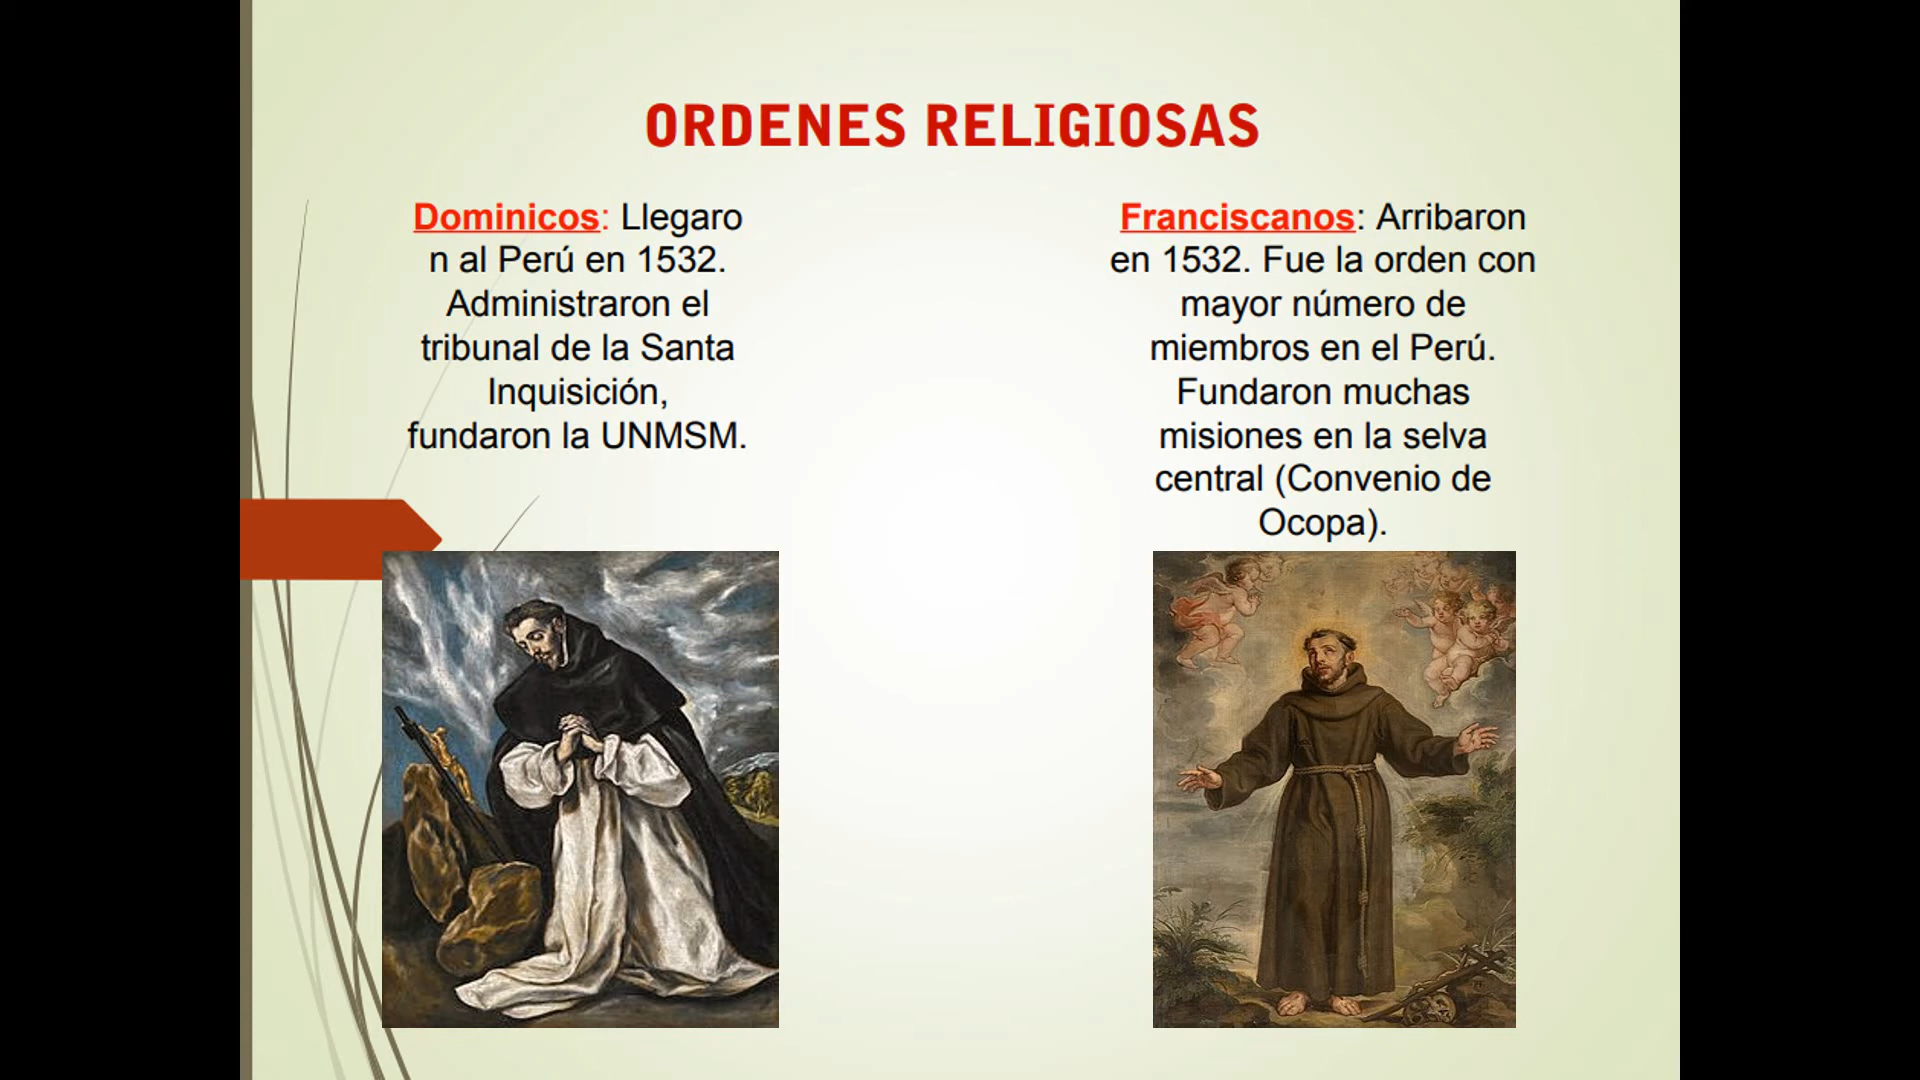 ORDENES RELIGIOSAS
Dominicos: Llegaro
n al Perú en 1532.
Administraron el
tribunal de la Santa
Inquisición,
fundaron la UNMSM.
Franciscanos: Arribaron
en 1532. Fue la orden con
mayor número de
miembros en el Perú.
Fundaron muchas
misiones en la selva
central (Convenio de
Ocopa).